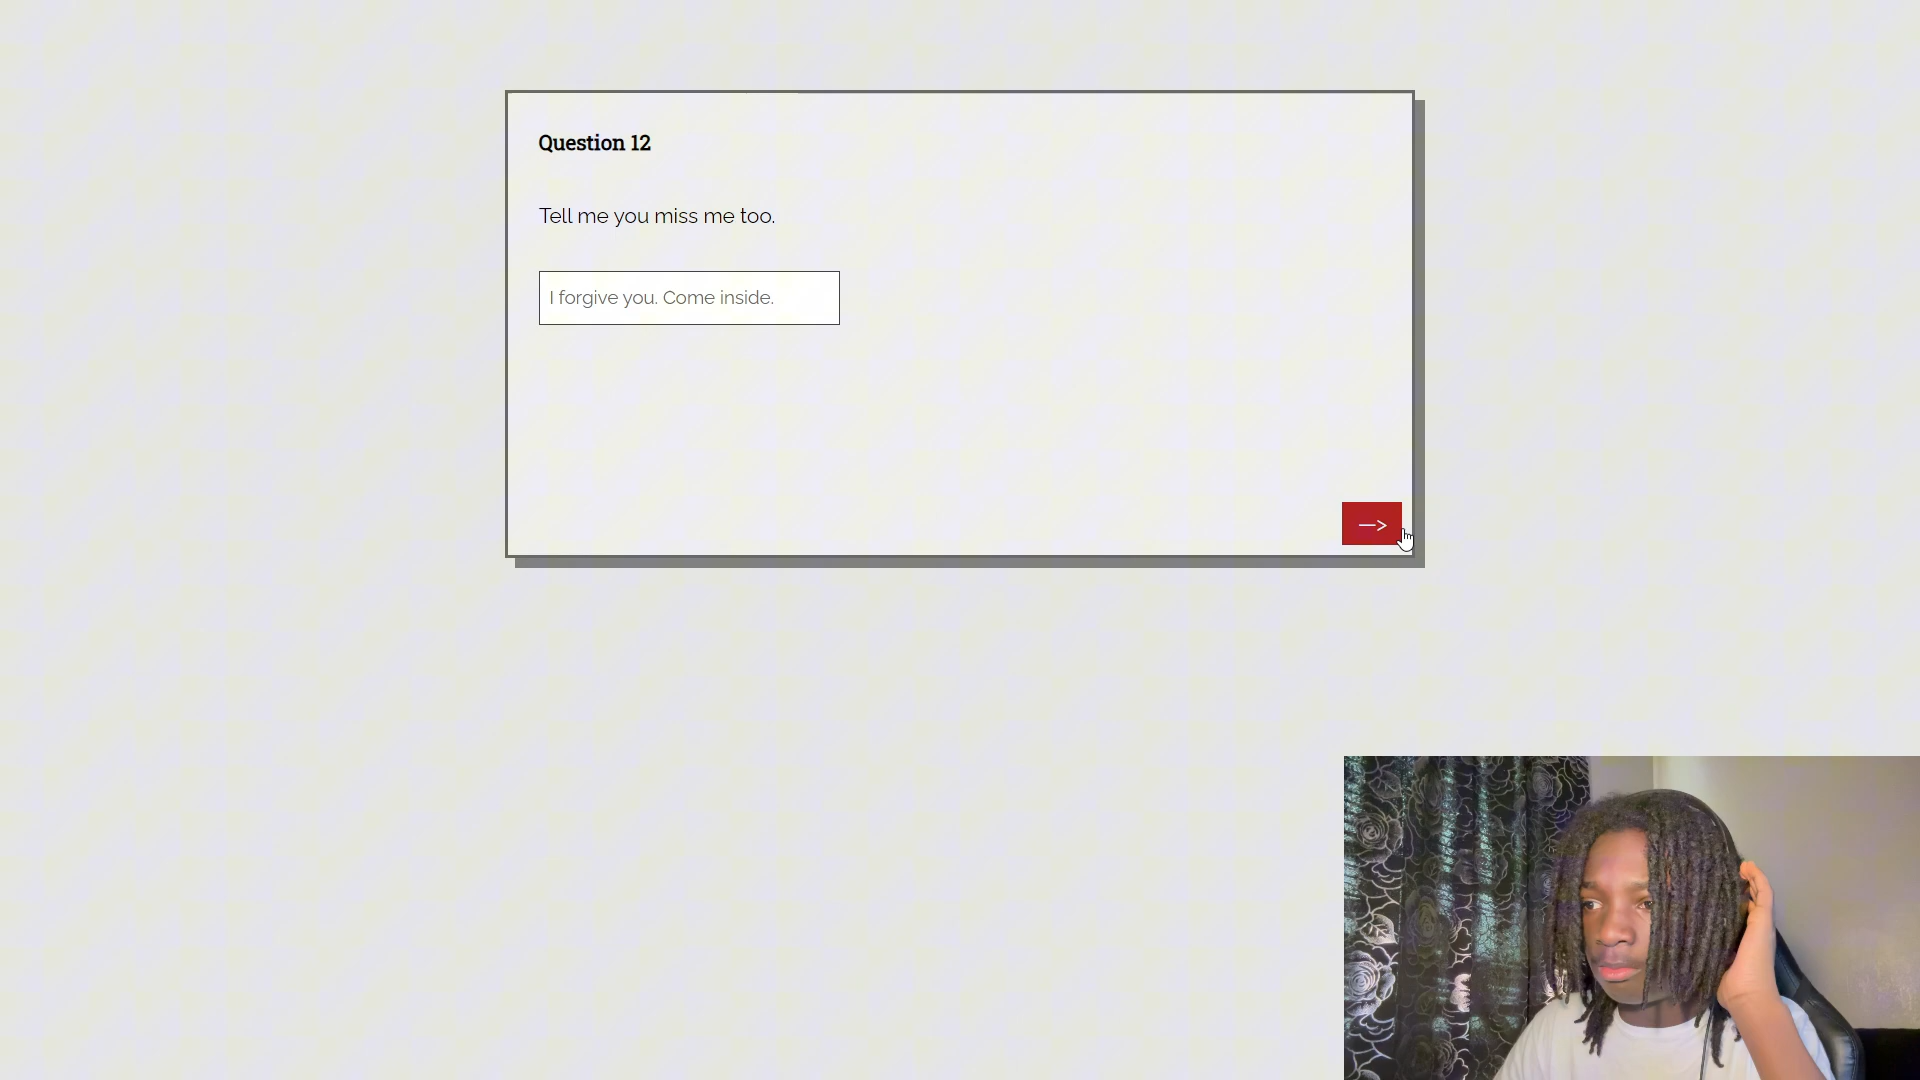 Question 12
Tell me you miss me too.
I forgive you. Come inside.
—>